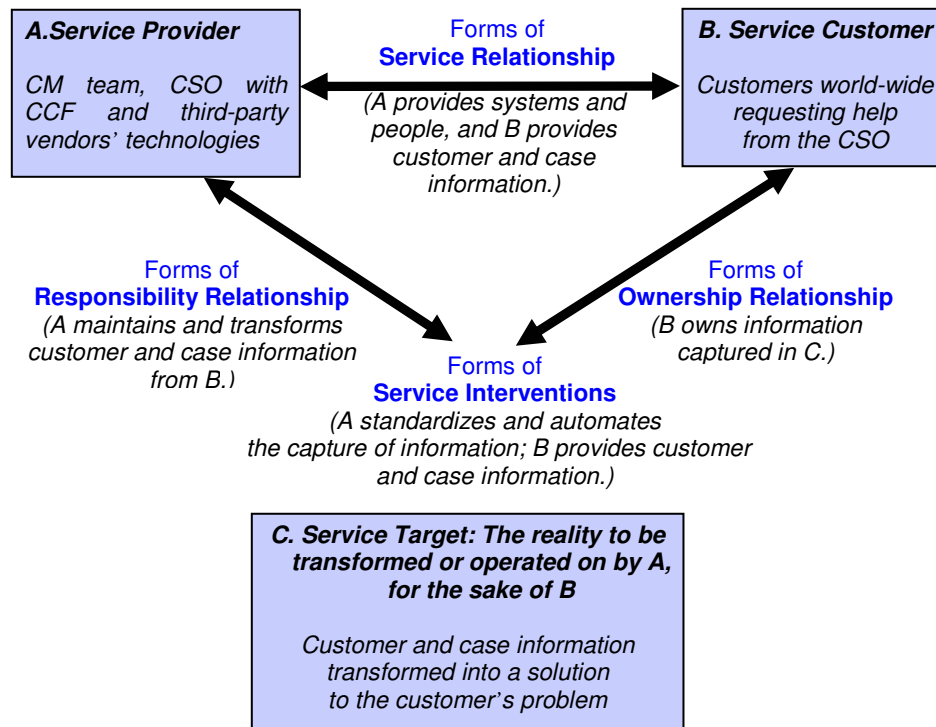 A.Service Provider
CM team, CSO with
CCF and third-party
vendors' technologies
Forms of
Service Relationship
(A provides systems and
people, and B provides
customer and case
information.)
B. Service Customer
Customers world-wide
requesting help
from the CSO
Forms of
Responsibility Relationship
(A maintains and transforms
customer and case information
from B.)
Forms of
Ownership Relationship
(B owns information
captured in C.)
Forms of
Service Interventions
(A standardizes and automates
the capture of information; B provides customer
and case information.)
C. Service Target: The reality to be
transformed or operated on by A,
for the sake of B
Customer and case information
transformed into a solution
to the customer's problem